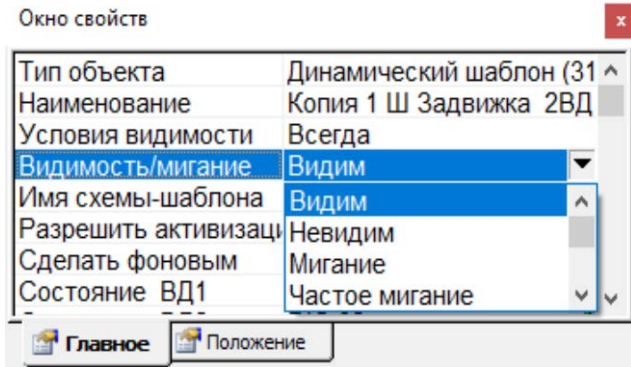 Окно свойств
x
Тип объекта Динамический шаблон (31
Наименование Копия 1 Ш Задвижка 2ВД
Условия видимости Всегда
Видимость/мигание Видим
Имя схемы-шаблона Видим
Разрешить активизаци Невидим
Сделать фоновым Мигание
Состояние ВД1 Частое мигание
Главное Положение